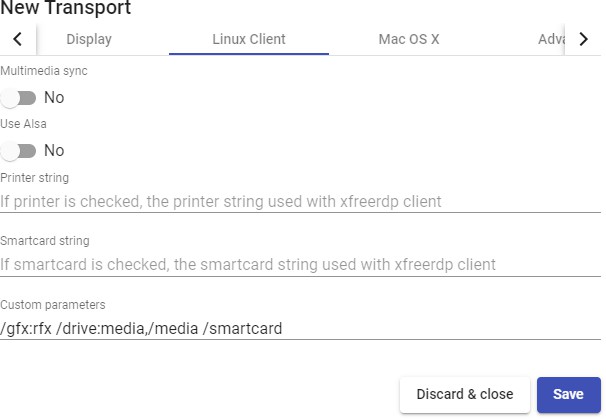 New Transport
Display
Linux Client
Mac OS X
Adva
Multimedia sync
No
Use Alsa
No
Printer string
If printer is checked, the printer string used with xfreerdp client
Smartcard string
If smartcard is checked, the smartcard string used with xfreerdp client
Custom parameters
/gfx:rfx /drive:media,/media /smartcard
Discard & close
Save